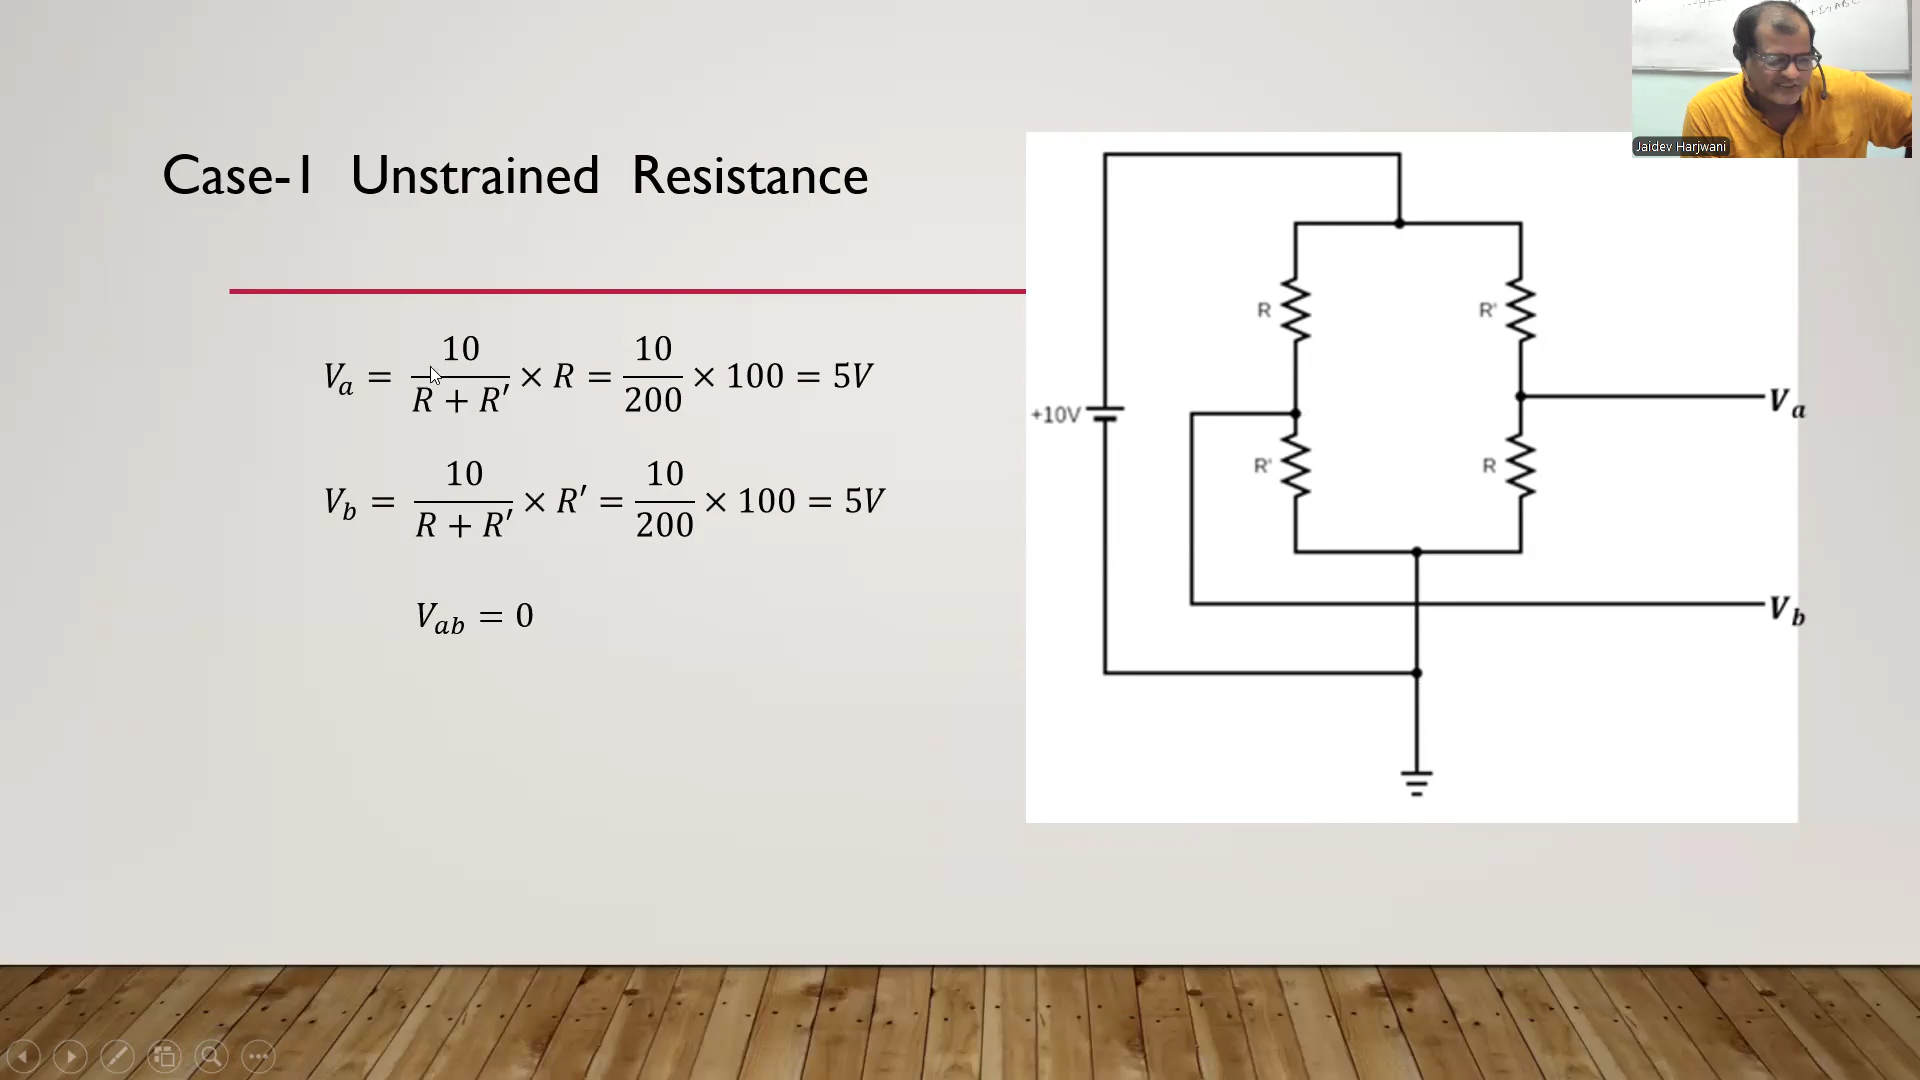 Case-1 Unstrained Resistance
V_a = 10/(R + R′) × R = 10/200 × 100 = 5V
V_b = 10/(R + R′) × R′ = 10/200 × 100 = 5V
V_ab = 0
R
R'
+10V
V_a
R'
R
V_b
Jaidev Harjwani